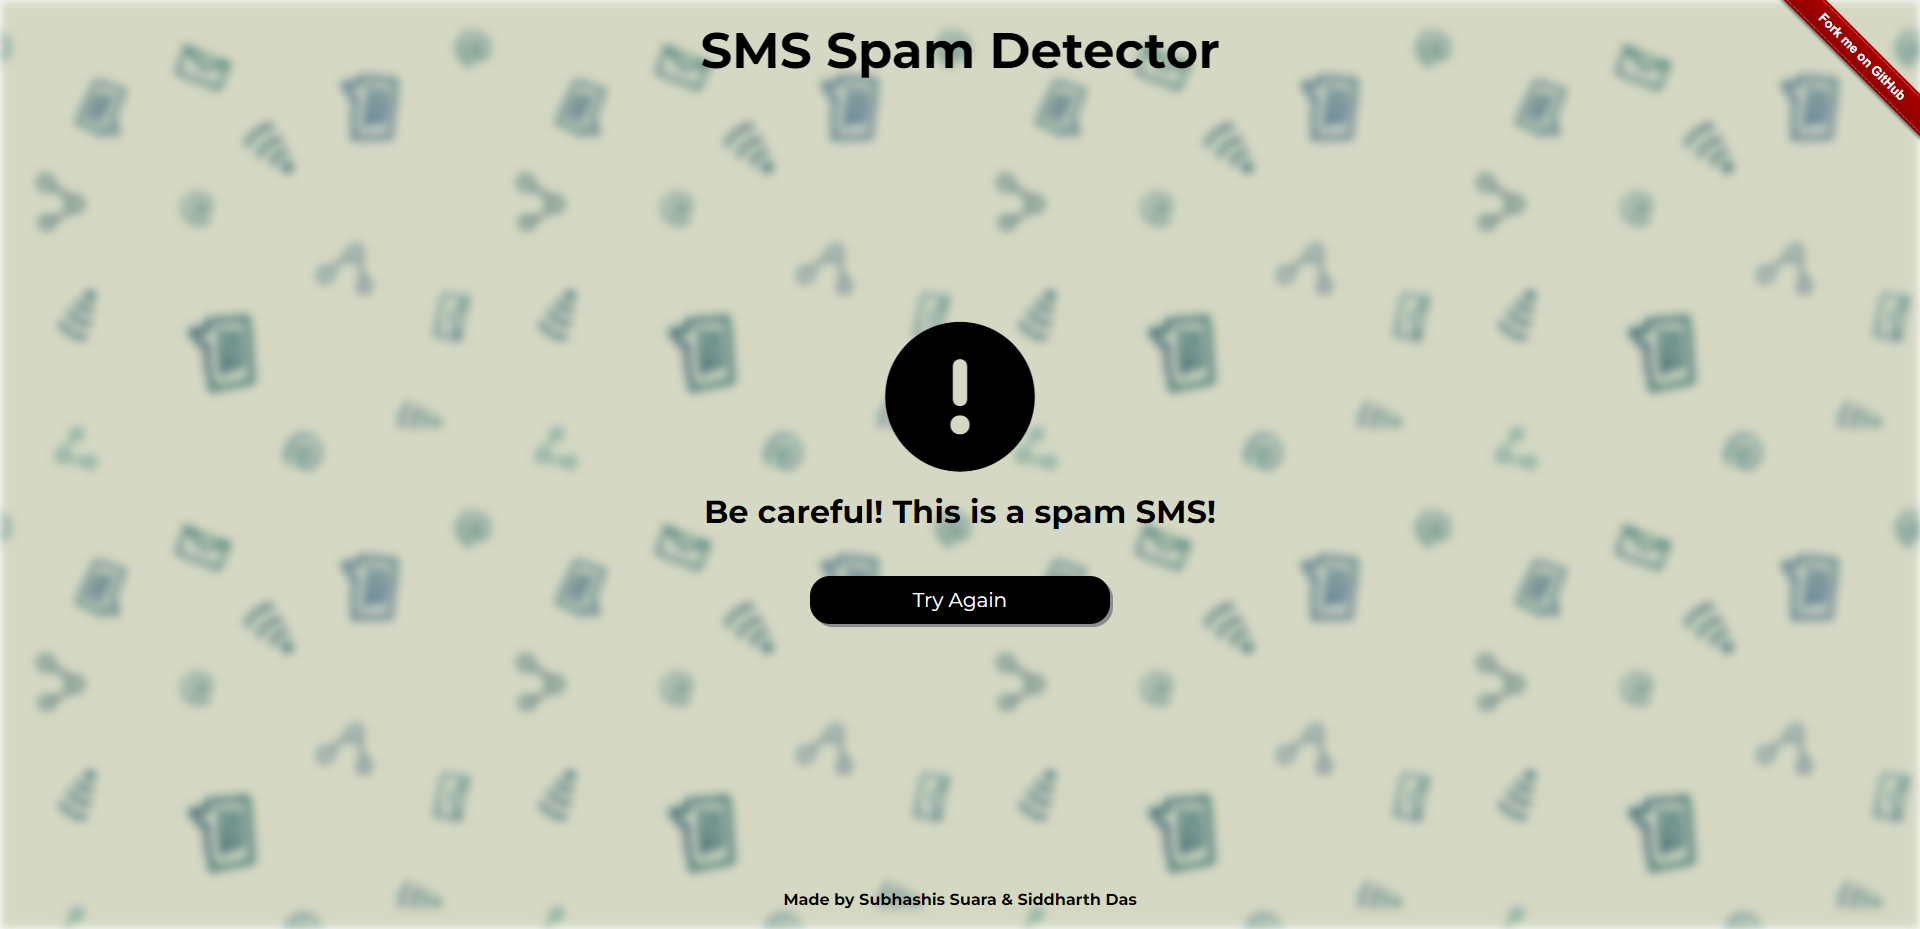 SMS Spam Detector
Fork me on GitHub
Be careful! This is a spam SMS!
Try Again
Made by Subhashis Suara & Siddharth Das